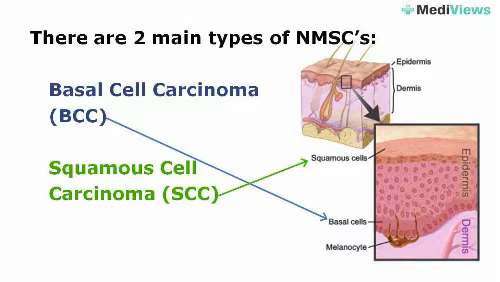 MediViews
There are 2 main types of NMSC's:
Basal Cell Carcinoma
(BCC)
Squamous Cell
Carcinoma (SCC)
Epidermis
Dermis
Squamous cells
Epidermis
Basal cells
Dermis
Melanocyte